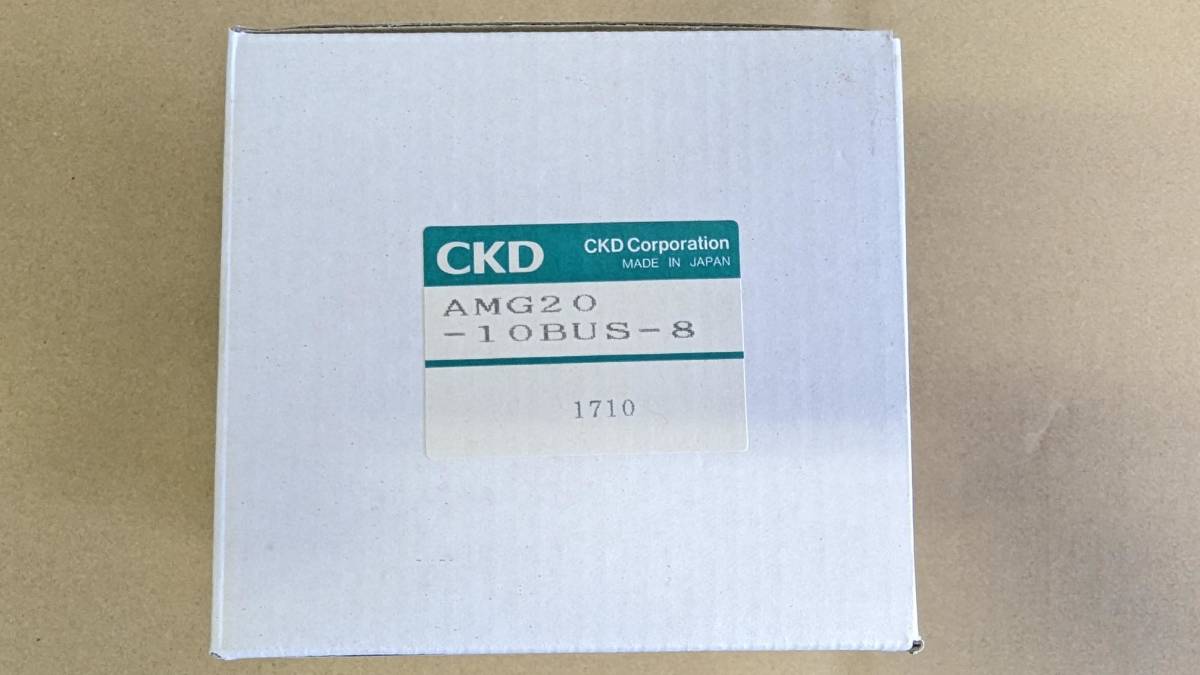 CKD
CKD Corporation
MADE IN JAPAN
AMG20
-10BUS-8
1710